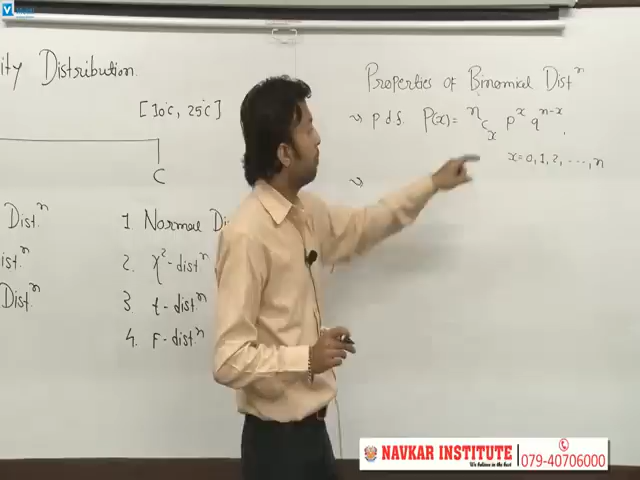 ity Distribution.
[10°C, 25°C]
C
Dist.ⁿ
ist.ⁿ
Dist.ⁿ
1 Normal Di
2. χ²-distⁿ
3 t-distⁿ
4. F-distⁿ
Properties of Binomial Distⁿ
→ p d f. P(x) = ⁿCₓ pˣ qⁿ⁻ˣ,
x = 0, 1, 2, ..., n
→
NAVKAR INSTITUTE
We believe in the best
079-40706000